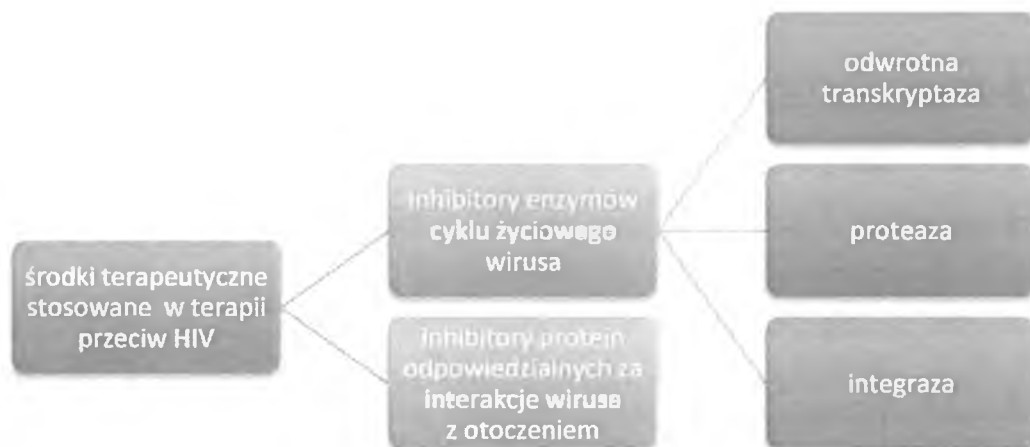 środki terapeutyczne
stosowane w terapii
przeciw HIV
inhibitory enzymów
cyklu życiowego
wirusa
inhibitory protein
odpowiedzialnych za
interakcje wirusa
z otoczeniem
odwrotna
transkryptaza
proteaza
integraza